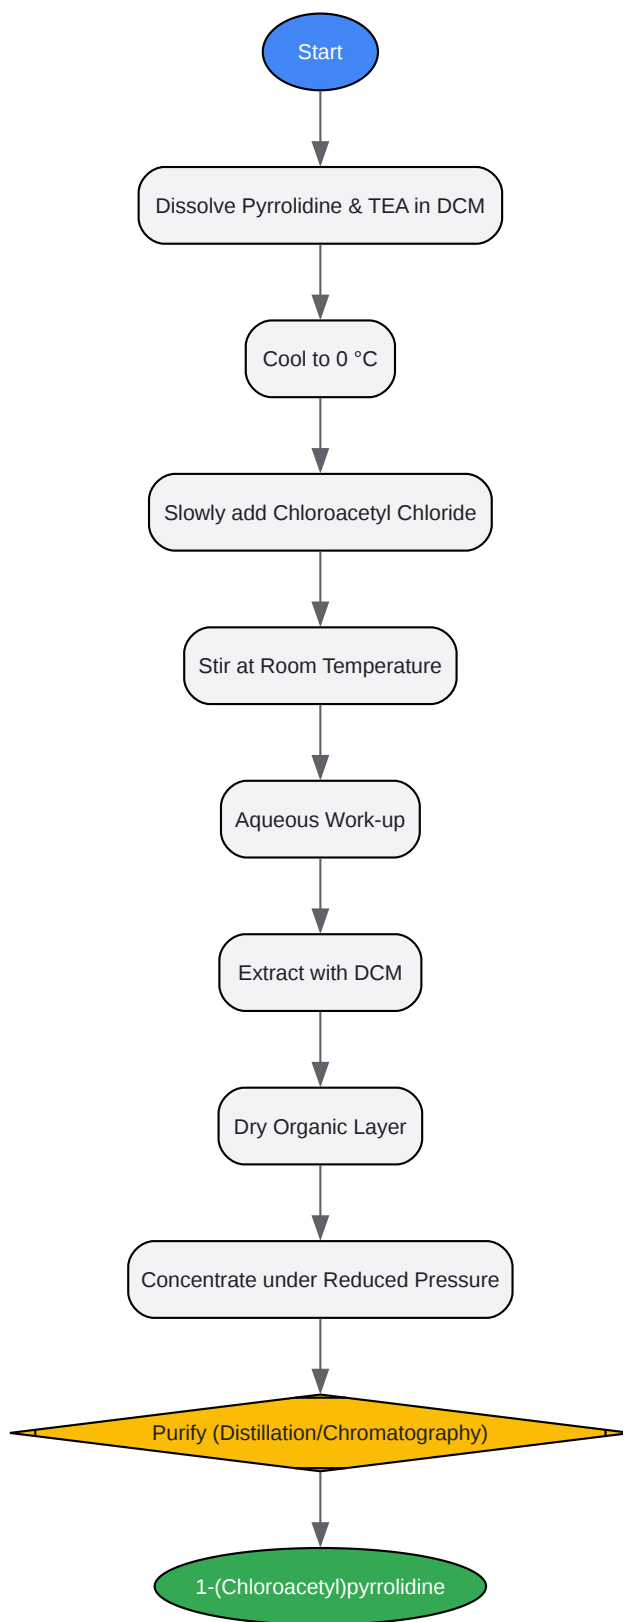 Start
Dissolve Pyrrolidine & TEA in DCM
Cool to 0 °C
Slowly add Chloroacetyl Chloride
Stir at Room Temperature
Aqueous Work-up
Extract with DCM
Dry Organic Layer
Concentrate under Reduced Pressure
Purify (Distillation/Chromatography)
1-(Chloroacetyl)pyrrolidine